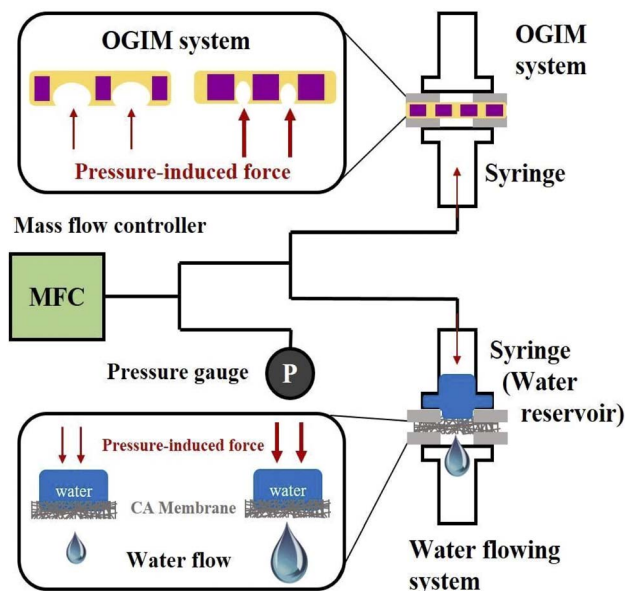 OGIM system
Pressure-induced force
OGIM
system
Syringe
Mass flow controller
MFC
Pressure gauge
P
Syringe
(Water
reservoir)
Pressure-induced force
water
water
CA Membrane
Water flow
Water flowing
system